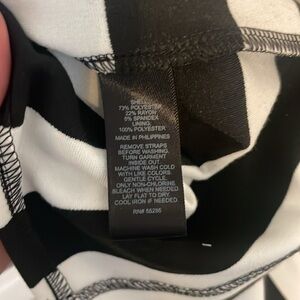 SHELL:
73% POLYESTER
22% RAYON
5% SPANDEX
LINING:
100% POLYESTER
MADE IN PHILIPPINES
REMOVE STRAPS
BEFORE WASHING
TURN GARMENT
INSIDE OUT
MACHINE WASH COLD
WITH LIKE COLORS.
GENTLE CYCLE.
ONLY NON-CHLORINE
BLEACH WHEN NEEDED
LAY FLAT TO DRY.
COOL IRON IF NEEDED.
RN# 55285